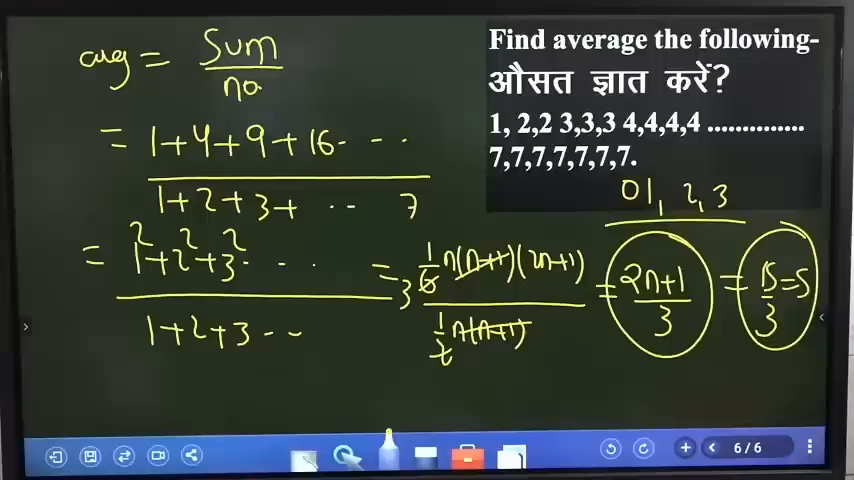 Find average the following-
औसत ज्ञात करें?
1, 2,2 3,3,3 4,4,4,4 ...............
7,7,7,7,7,7,7.
avg = Sum / no.
= 1+4+9+16 - - - / 1+2+3+ - - - 7
= 1²+2²+3² - - - / 1+2+3 - - -
= 1/6 n(n+1)(2n+1) / 1/2 n(n+1)
3
= 2n+1 / 3 = 15/3 = 5
01, 2, 3
6 / 6